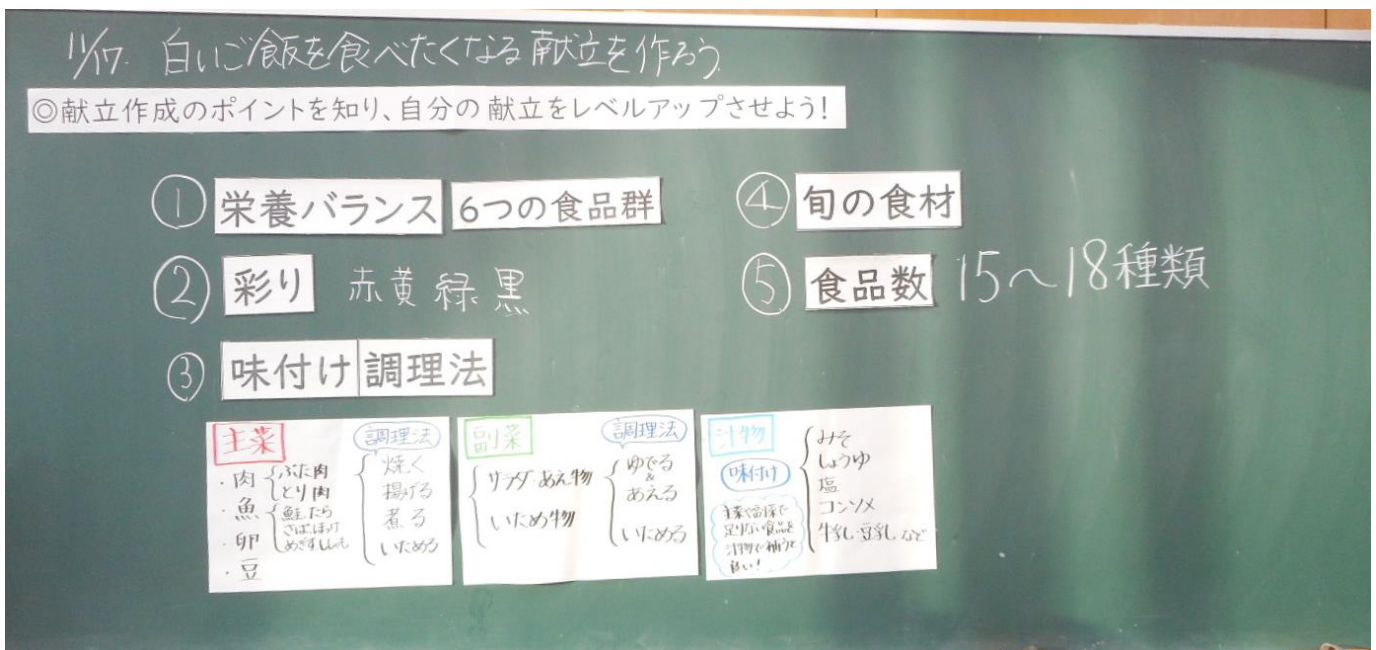 11/17. 白いご飯を食べたくなる献立を作ろう
◎献立作成のポイントを知り、自分の献立をレベルアップさせよう!
① 栄養バランス 6つの食品群
② 彩り 赤黄緑黒
③ 味付け 調理法
④ 旬の食材
⑤ 食品数 15〜18種類
主菜
・肉 ぶた肉
とり肉
・魚 鮭、たら
さば、ほっけ
めぎす、ししゃも
・卵
・豆
調理法
焼く
揚げる
煮る
いためる
副菜
サラダ・あえ物
いため物
調理法
ゆでる
&
あえる
いためる
汁物
味付け
主菜や副菜で
足りない食品を
汁物で補うと
良い!
みそ
しょうゆ
塩
コンソメ
牛乳・豆乳 など